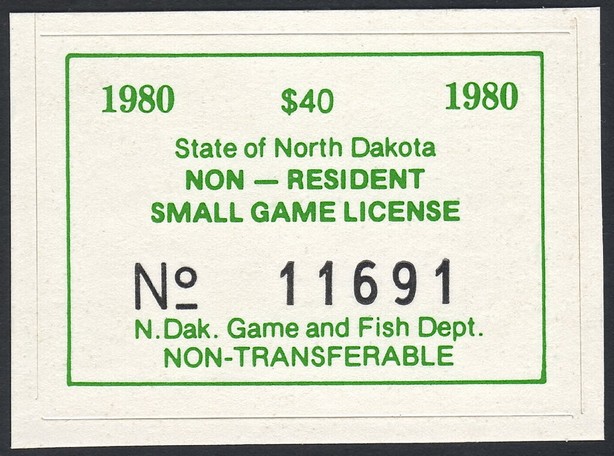 1980 $40 1980
State of North Dakota
NON — RESIDENT
SMALL GAME LICENSE
Nº 11691
N.Dak. Game and Fish Dept.
NON-TRANSFERABLE